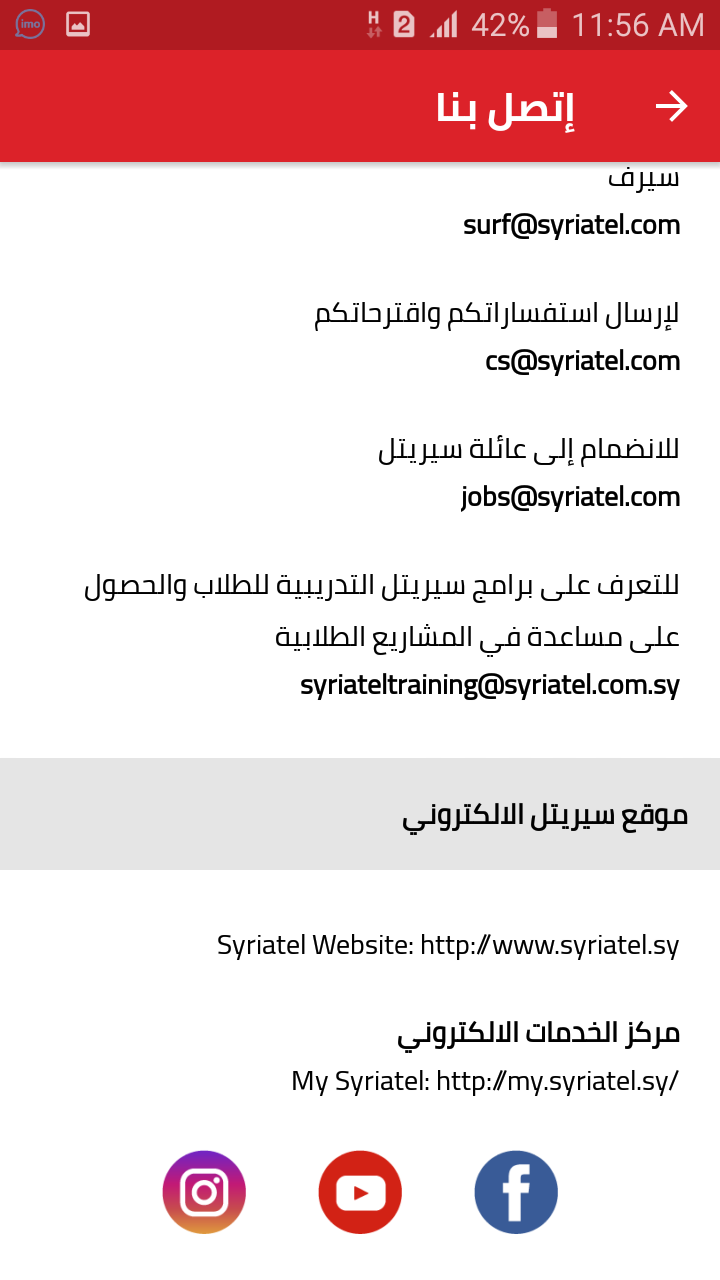 imo H 2 42% 11:56 AM
إتصل بنا
سيرف
surf@syriatel.com
لإرسال استفساراتكم واقترحاتكم
cs@syriatel.com
للانضمام إلى عائلة سيريتل
jobs@syriatel.com
للتعرف على برامج سيريتل التدريبية للطلاب والحصول
على مساعدة في المشاريع الطلابية
syriateltraining@syriatel.com.sy
موقع سيريتل الالكتروني
Syriatel Website: http://www.syriatel.sy
مركز الخدمات الالكتروني
My Syriatel: http://my.syriatel.sy/